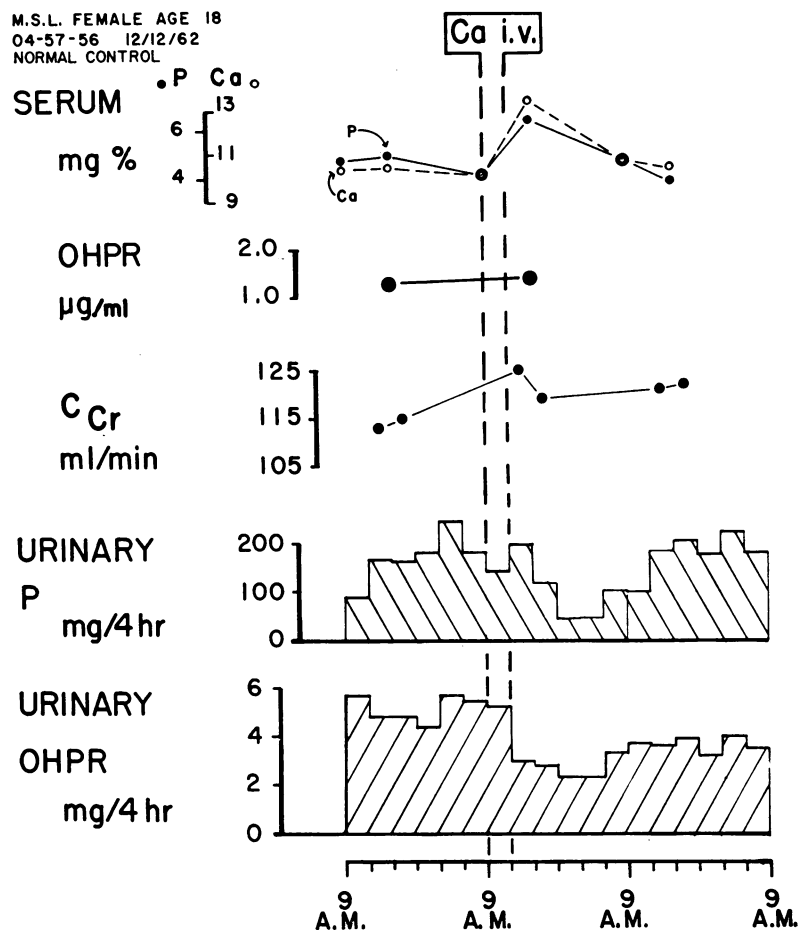 M.S.L. FEMALE AGE 18
04-57-56 12/12/62
NORMAL CONTROL
Ca i.v.
P Ca
SERUM
mg %
6
4
13
11
9
P
Ca
OHPR
µg/ml
2.0
1.0
C Cr
ml/min
125
115
105
URINARY
P
mg/4 hr
200
100
0
URINARY
OHPR
mg/4 hr
6
4
2
0
9 9 9 9
A.M. A.M. A.M. A.M.